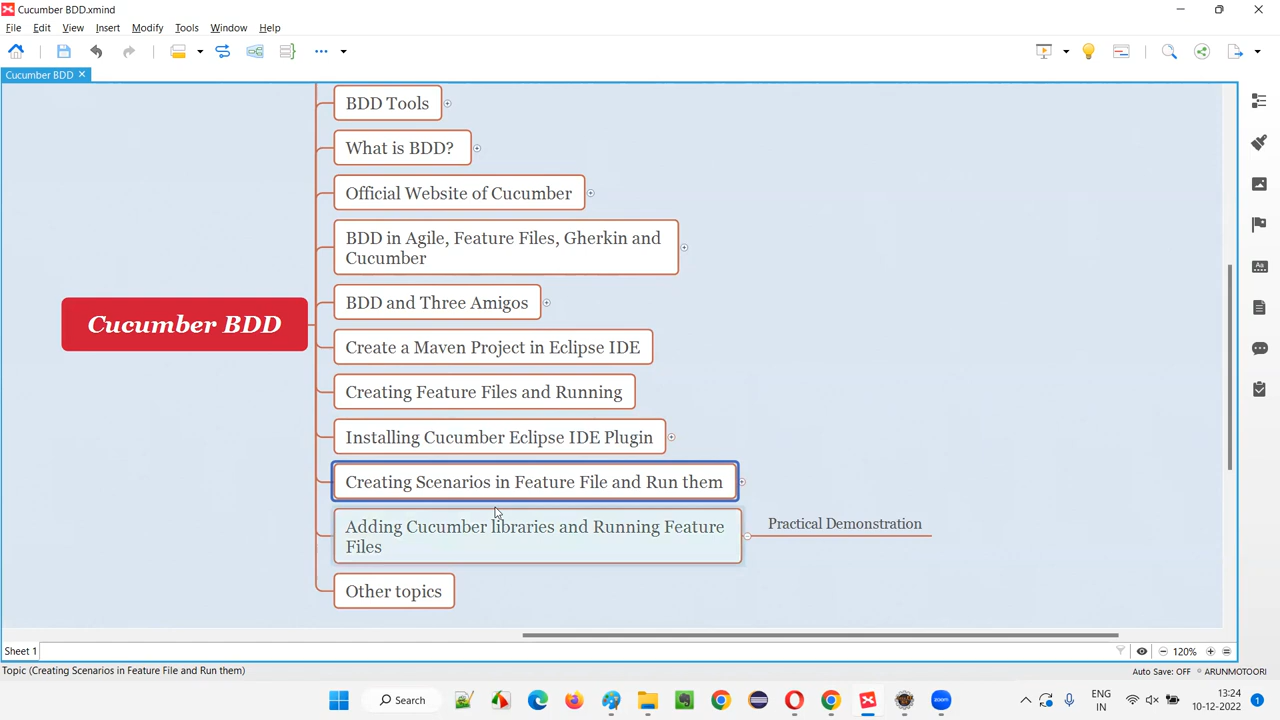 Cucumber BDD.xmind
File Edit View Insert Modify Tools Window Help
Cucumber BDD
BDD Tools
What is BDD?
Official Website of Cucumber
BDD in Agile, Feature Files, Gherkin and
Cucumber
BDD and Three Amigos
Cucumber BDD
Create a Maven Project in Eclipse IDE
Creating Feature Files and Running
Installing Cucumber Eclipse IDE Plugin
Creating Scenarios in Feature File and Run them
Adding Cucumber libraries and Running Feature
Files
Practical Demonstration
Other topics
Sheet 1
120%
Topic (Creating Scenarios in Feature File and Run them)
Auto Save: OFF
ARUNMOTOORI
Search
zoom
ENG
IN
13:24
10-12-2022
1